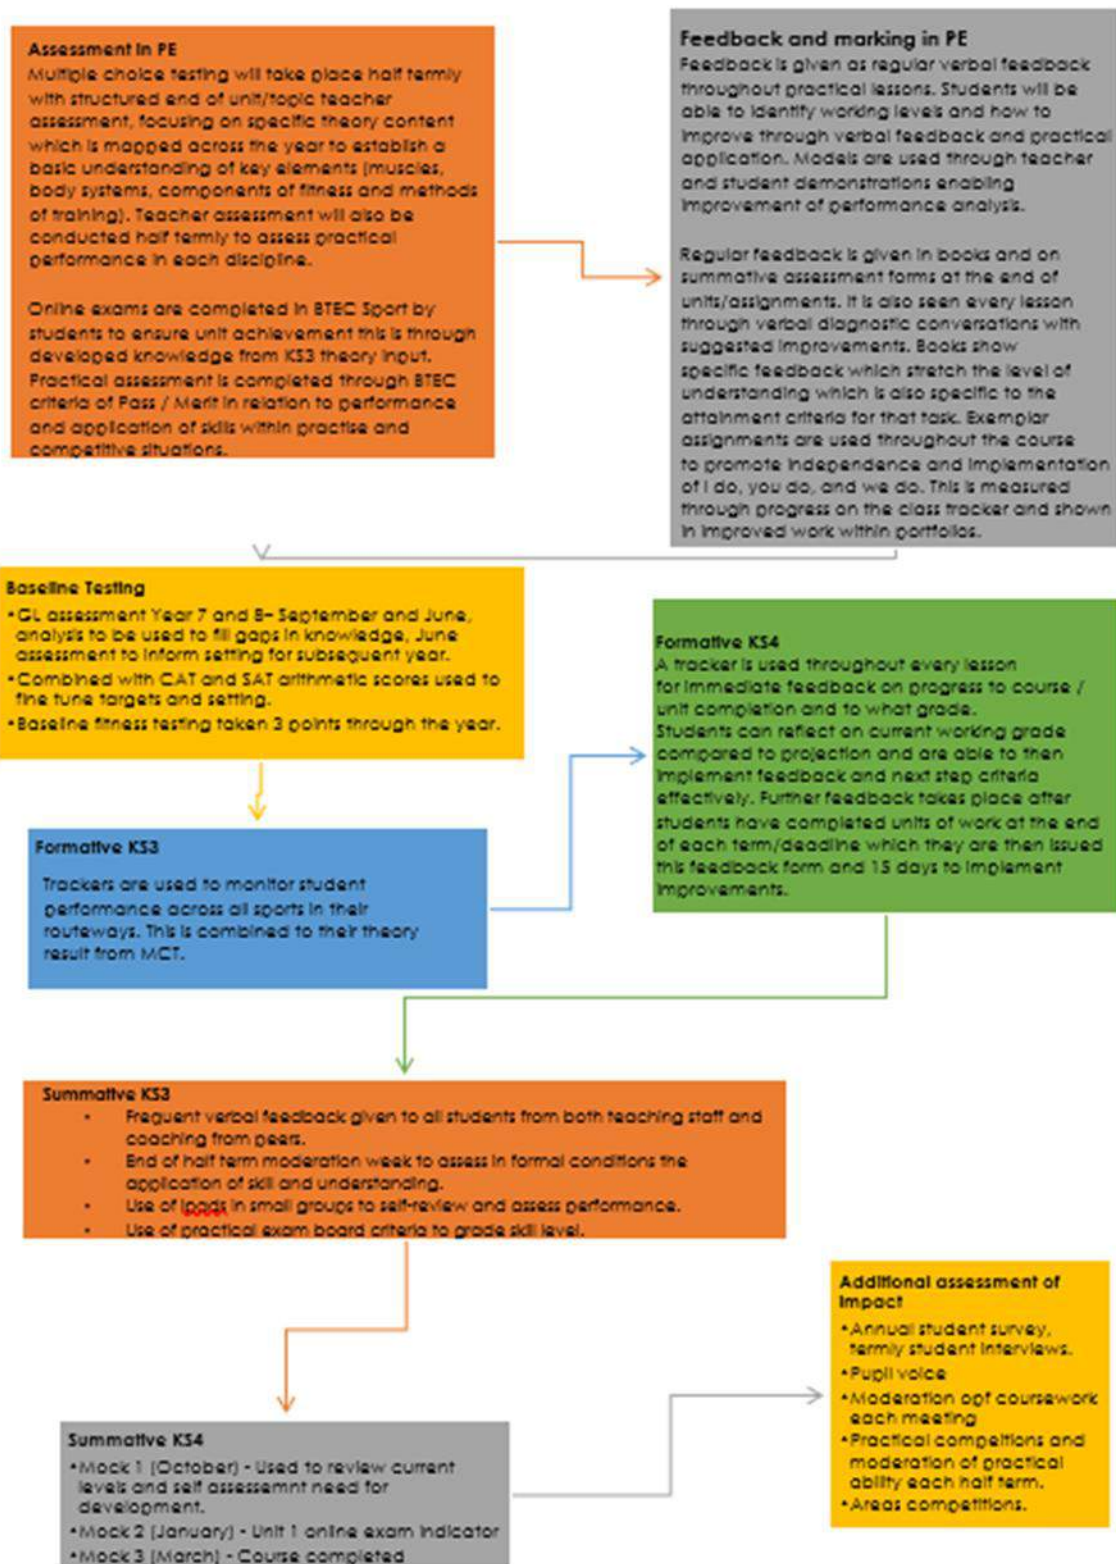 Assessment in PE
Multiple choice testing will take place half termly
with structured end of unit/topic teacher
assessment, focusing on specific theory content
which is mapped across the year to establish a
basic understanding of key elements (muscles,
body systems, components of fitness and methods
of training). Teacher assessment will also be
conducted half termly to assess practical
performance in each discipline.
Online exams are completed in BTEC Sport by
students to ensure unit achievement this is through
developed knowledge from KS3 theory input.
Practical assessment is completed through BTEC
criteria of Pass / Merit in relation to performance
and application of skills within practise and
competitive situations.
Feedback and marking in PE
Feedback is given as regular verbal feedback
throughout practical lessons. Students will be
able to identify working levels and how to
improve through verbal feedback and practical
application. Models are used through teacher
and student demonstrations enabling
improvement of performance analysis.
Regular feedback is given in books and on
summative assessment forms at the end of
units/assignments. It is also seen every lesson
through verbal diagnostic conversations with
suggested improvements. Books show
specific feedback which stretch the level of
understanding which is also specific to the
attainment criteria for that task. Exemplar
assignments are used throughout the course
to promote independence and implementation
of I do, you do, and we do. This is measured
through progress on the class tracker and shown
in improved work within portfolios.
Baseline Testing
•GL assessment Year 7 and 8– September and June,
analysis to be used to fill gaps in knowledge, June
assessment to inform setting for subsequent year.
•Combined with CAT and SAT arithmetic scores used to
fine tune targets and setting.
•Baseline fitness testing taken 3 points through the year.
Formative KS4
A tracker is used throughout every lesson
for immediate feedback on progress to course /
unit completion and to what grade.
Students can reflect on current working grade
compared to projection and are able to then
implement feedback and next step criteria
effectively. Further feedback takes place after
students have completed units of work at the end
of each term/deadline which they are then issued
this feedback form and 15 days to implement
improvements.
Formative KS3
Trackers are used to monitor student
performance across all sports in their
routeways. This is combined to their theory
result from MCT.
Summative KS3
• Frequent verbal feedback given to all students from both teaching staff and
coaching from peers.
• End of half term moderation week to assess in formal conditions the
application of skill and understanding.
• Use of ipads in small groups to self-review and assess performance.
• Use of practical exam board criteria to grade skill level.
Additional assessment of
impact
•Annual student survey,
termly student interviews.
•Pupil voice
•Moderation opf coursework
each meeting
•Practical compeitions and
moderation of practical
ability each half term.
•Areas competitions.
Summative KS4
•Mock 1 (October) - Used to review current
levels and self assessemnt need for
development.
•Mock 2 (January) - Unit 1 online exam indicator
•Mock 3 (March) - Course completed